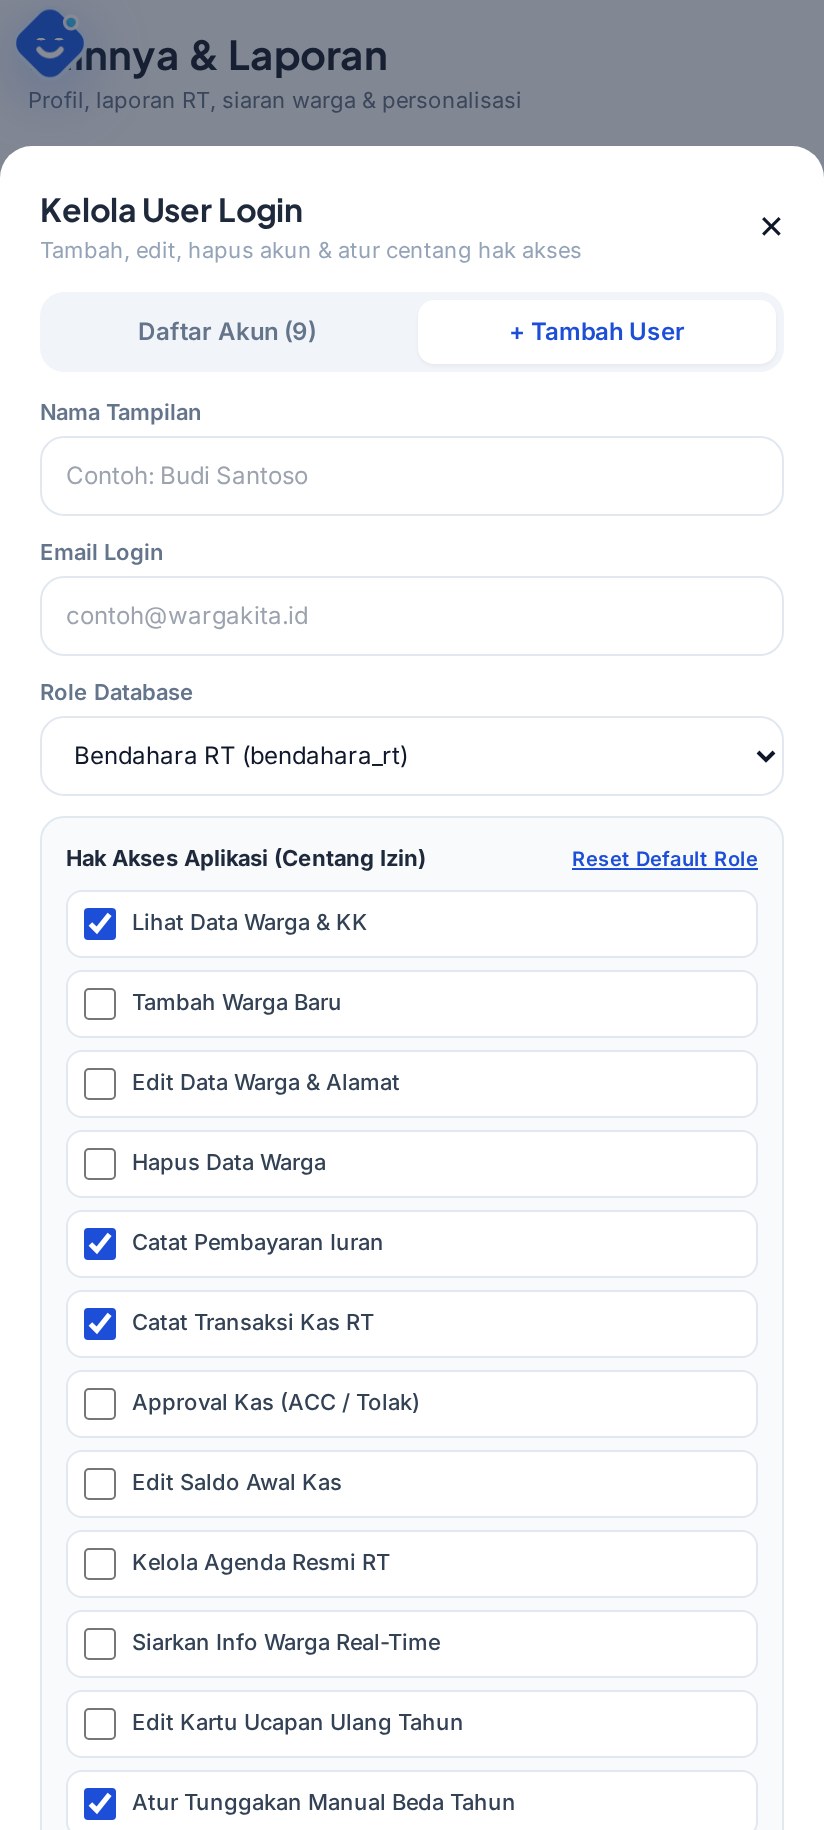 innya & Laporan
Profil, laporan RT, siaran warga & personalisasi
Kelola User Login
Tambah, edit, hapus akun & atur centang hak akses
Daftar Akun (9)
+ Tambah User
Nama Tampilan
Contoh: Budi Santoso
Email Login
contoh@wargakita.id
Role Database
Bendahara RT (bendahara_rt)
Hak Akses Aplikasi (Centang Izin)
Reset Default Role
Lihat Data Warga & KK
Tambah Warga Baru
Edit Data Warga & Alamat
Hapus Data Warga
Catat Pembayaran Iuran
Catat Transaksi Kas RT
Approval Kas (ACC / Tolak)
Edit Saldo Awal Kas
Kelola Agenda Resmi RT
Siarkan Info Warga Real-Time
Edit Kartu Ucapan Ulang Tahun
Atur Tunggakan Manual Beda Tahun